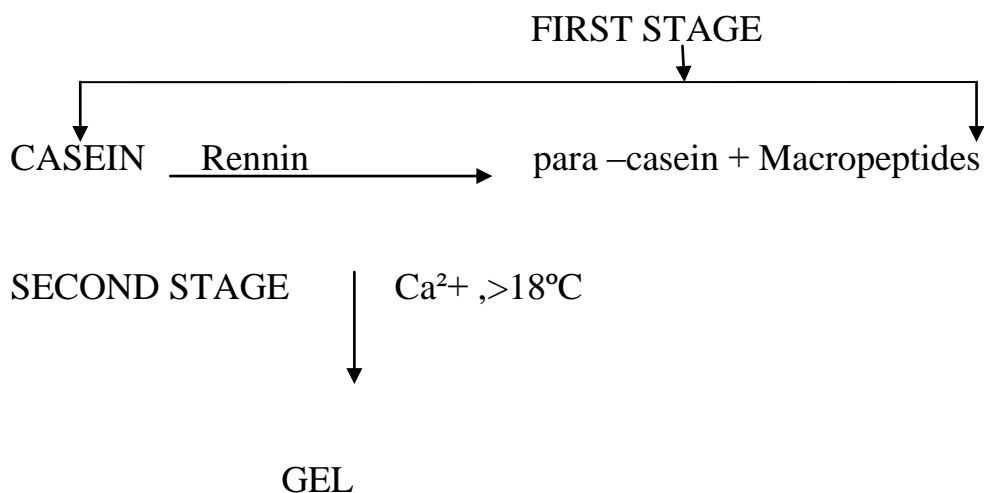 FIRST STAGE
CASEIN Rennin para –casein + Macropeptides
SECOND STAGE Ca²+ ,>18ºC
GEL